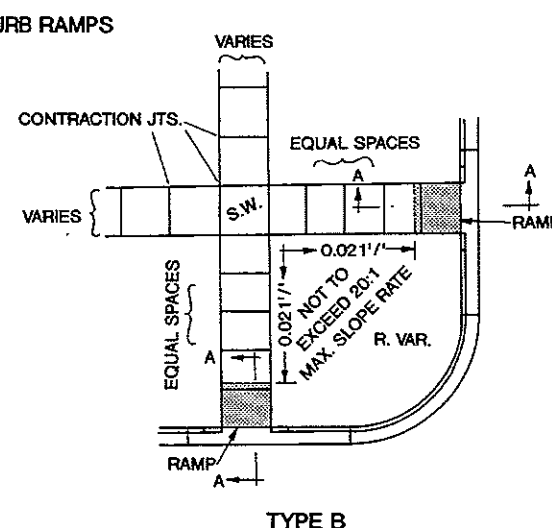 JRB RAMPS
VARIES
CONTRACTION JTS.
EQUAL SPACES
A
A
VARIES
S.W.
RAMP
0.021'/'
0.021'/'
NOT TO
EXCEED 20:1
MAX. SLOPE RATE
EQUAL SPACES
R. VAR.
A
RAMP
A
TYPE B